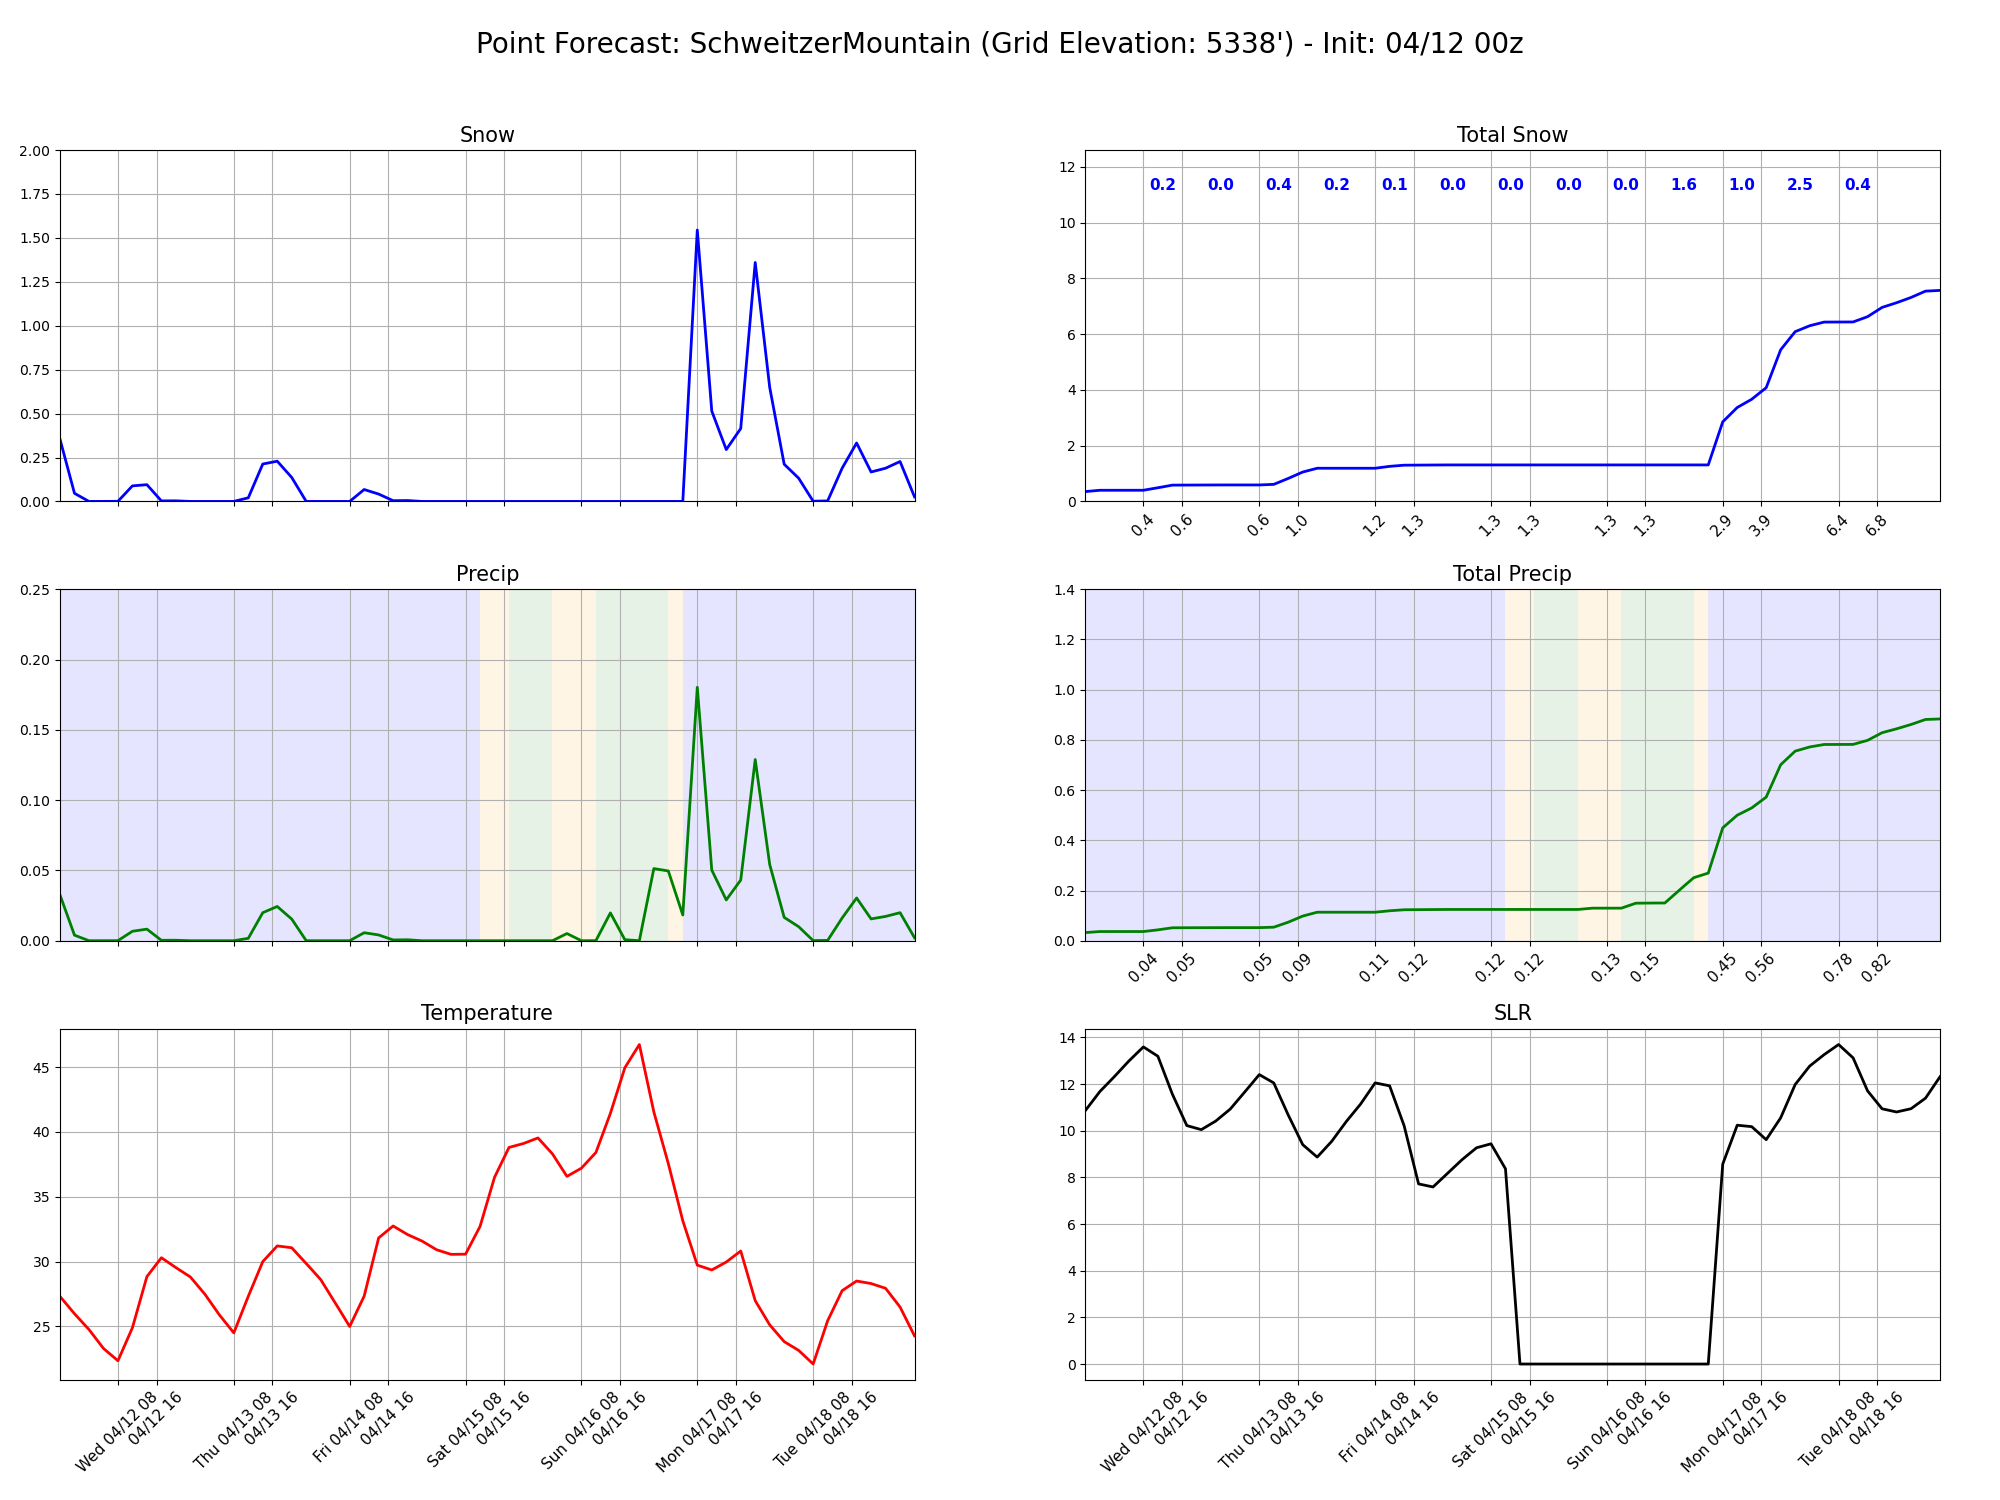 Point Forecast: SchweitzerMountain (Grid Elevation: 5338') - Init: 04/12 00z
Snow
2.00
1.75
1.50
1.25
1.00
0.75
0.50
0.25
0.00
Total Snow
12
10
8
6
4
2
0
0.2 0.0 0.4 0.2 0.1 0.0 0.0 0.0 0.0 1.6 1.0 2.5 0.4
0.4 0.6 0.6 1.0 1.2 1.3 1.3 1.3 1.3 1.3 2.9 3.9 6.4 6.8
Precip
0.25
0.20
0.15
0.10
0.05
0.00
Total Precip
1.4
1.2
1.0
0.8
0.6
0.4
0.2
0.0
0.04 0.05 0.05 0.09 0.11 0.12 0.12 0.12 0.13 0.15 0.45 0.56 0.78 0.82
Temperature
45
40
35
30
25
Wed 04/12 08
04/12 16
Thu 04/13 08
04/13 16
Fri 04/14 08
04/14 16
Sat 04/15 08
04/15 16
Sun 04/16 08
04/16 16
Mon 04/17 08
04/17 16
Tue 04/18 08
04/18 16
SLR
14
12
10
8
6
4
2
0
Wed 04/12 08
04/12 16
Thu 04/13 08
04/13 16
Fri 04/14 08
04/14 16
Sat 04/15 08
04/15 16
Sun 04/16 08
04/16 16
Mon 04/17 08
04/17 16
Tue 04/18 08
04/18 16